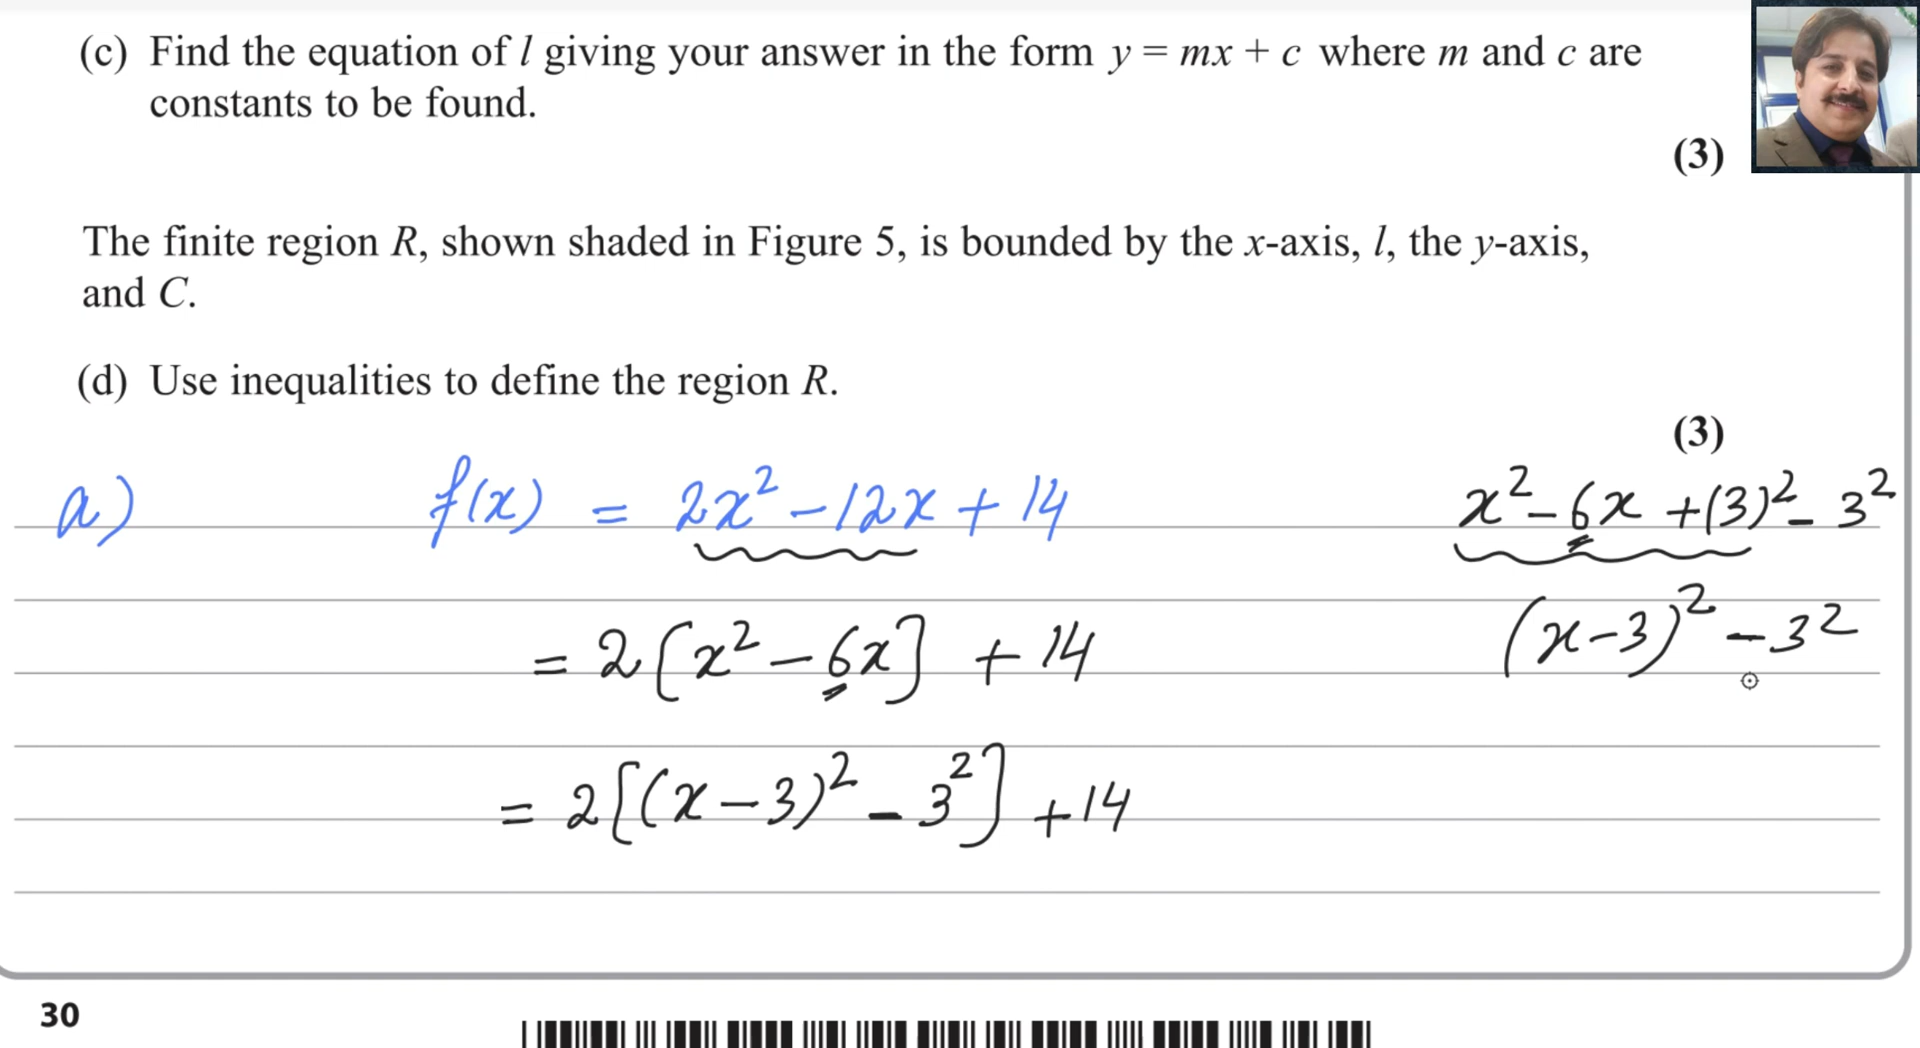 (c) Find the equation of l giving your answer in the form y = mx + c where m and c are
constants to be found.
(3)
The finite region R, shown shaded in Figure 5, is bounded by the x-axis, l, the y-axis,
and C.
(d) Use inequalities to define the region R.
(3)
a) f(x) = 2x² – 12x + 14
= 2[x² – 6x] + 14
= 2[(x – 3)² – 3²] + 14
x² – 6x + (3)² – 3²
(x – 3)² – 3²
30